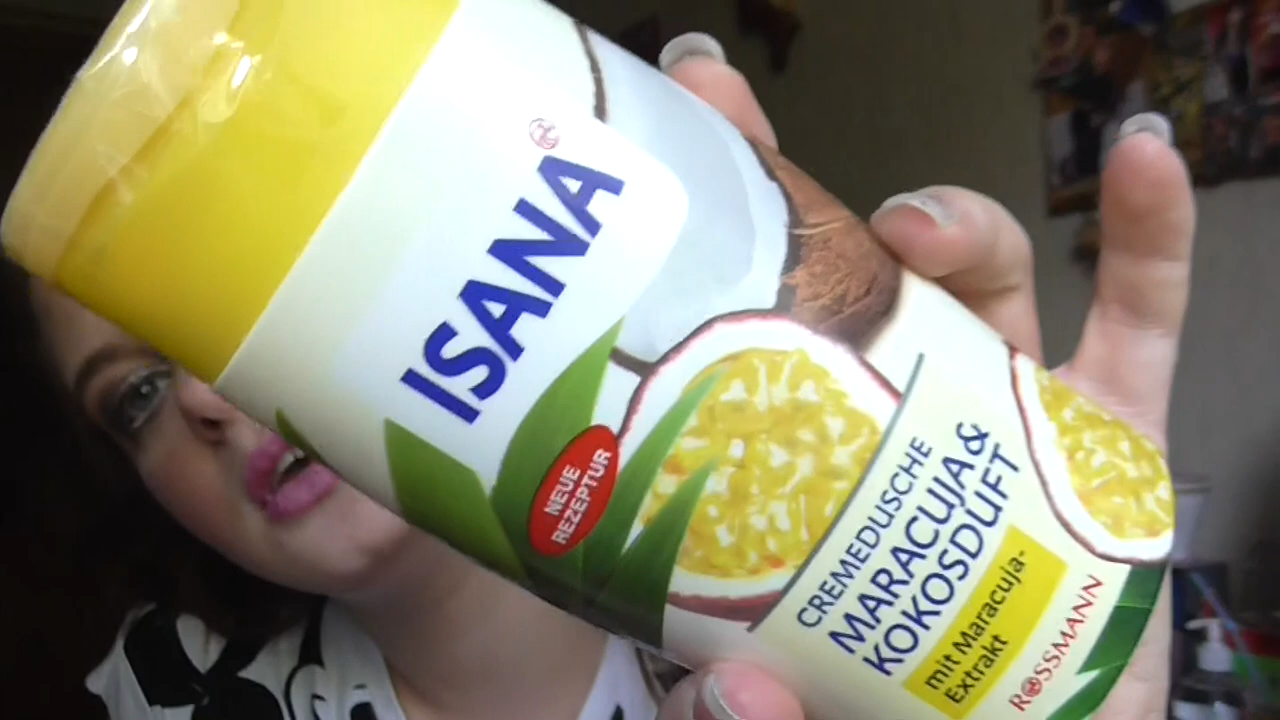 ISANA®
NEUE
REZEPTUR
CREMEDUSCHE
MARACUJA &
KOKOSDUFT
mit Maracuja-
Extrakt
ROSSMANN